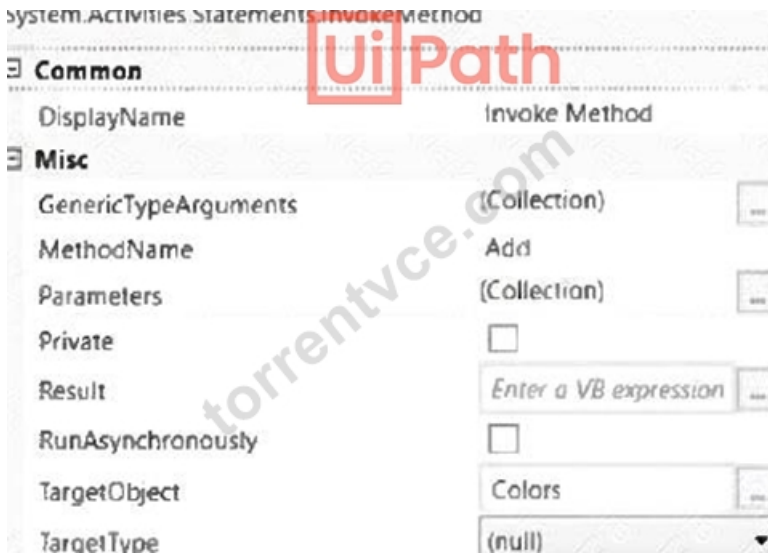 System.Activities.Statements.InvokeMethod
UiPath
Common
DisplayName Invoke Method
Misc
GenericTypeArguments (Collection) ...
MethodName Add
Parameters (Collection) ...
Private
Result Enter a VB expression ...
RunAsynchronously
TargetObject Colors ...
TargetType (null)
torrentvce.com